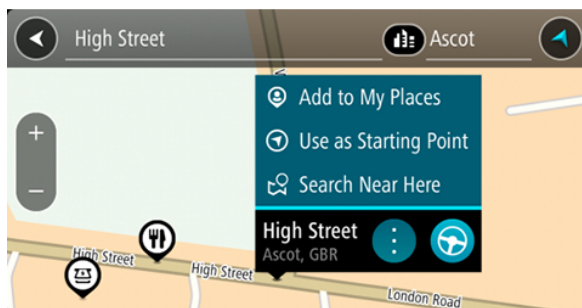 High Street
Ascot
Add to My Places
Use as Starting Point
Search Near Here
High Street
Ascot, GBR
High Street
High Street
London Road